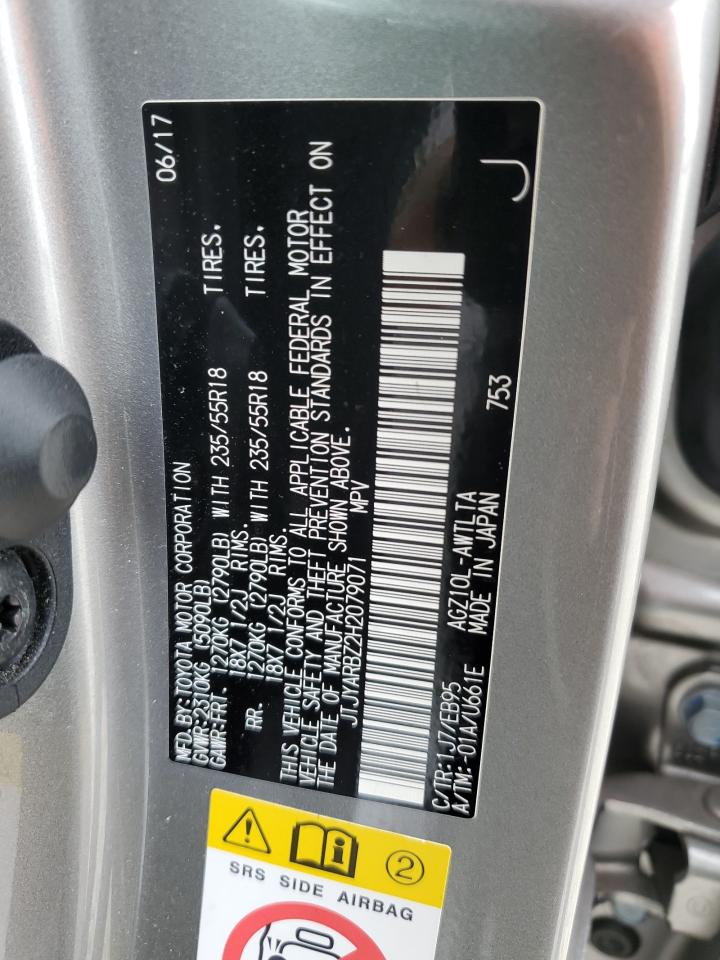 MFD.BY:TOYOTA MOTOR CORPORATION 06/17
GVWR:2310KG (5090LB)
GAWR:FRT. 1270KG (2790LB) WITH 235/55R18 TIRES.
18X7 1/2J RIMS.
RR. 1270KG (2790LB) WITH 235/55R18 TIRES.
18X7 1/2J RIMS.
THIS VEHICLE CONFORMS TO ALL APPLICABLE FEDERAL MOTOR
VEHICLE SAFETY AND THEFT PREVENTION STANDARDS IN EFFECT ON
THE DATE OF MANUFACTURE SHOWN ABOVE.
JTJYARBZ2H2079071 MPV
C/TR:1J7/EB95 AGZ10L-AWTLTA 753 J
A/TM:-01A/U661E MADE IN JAPAN
2
SRS SIDE AIRBAG